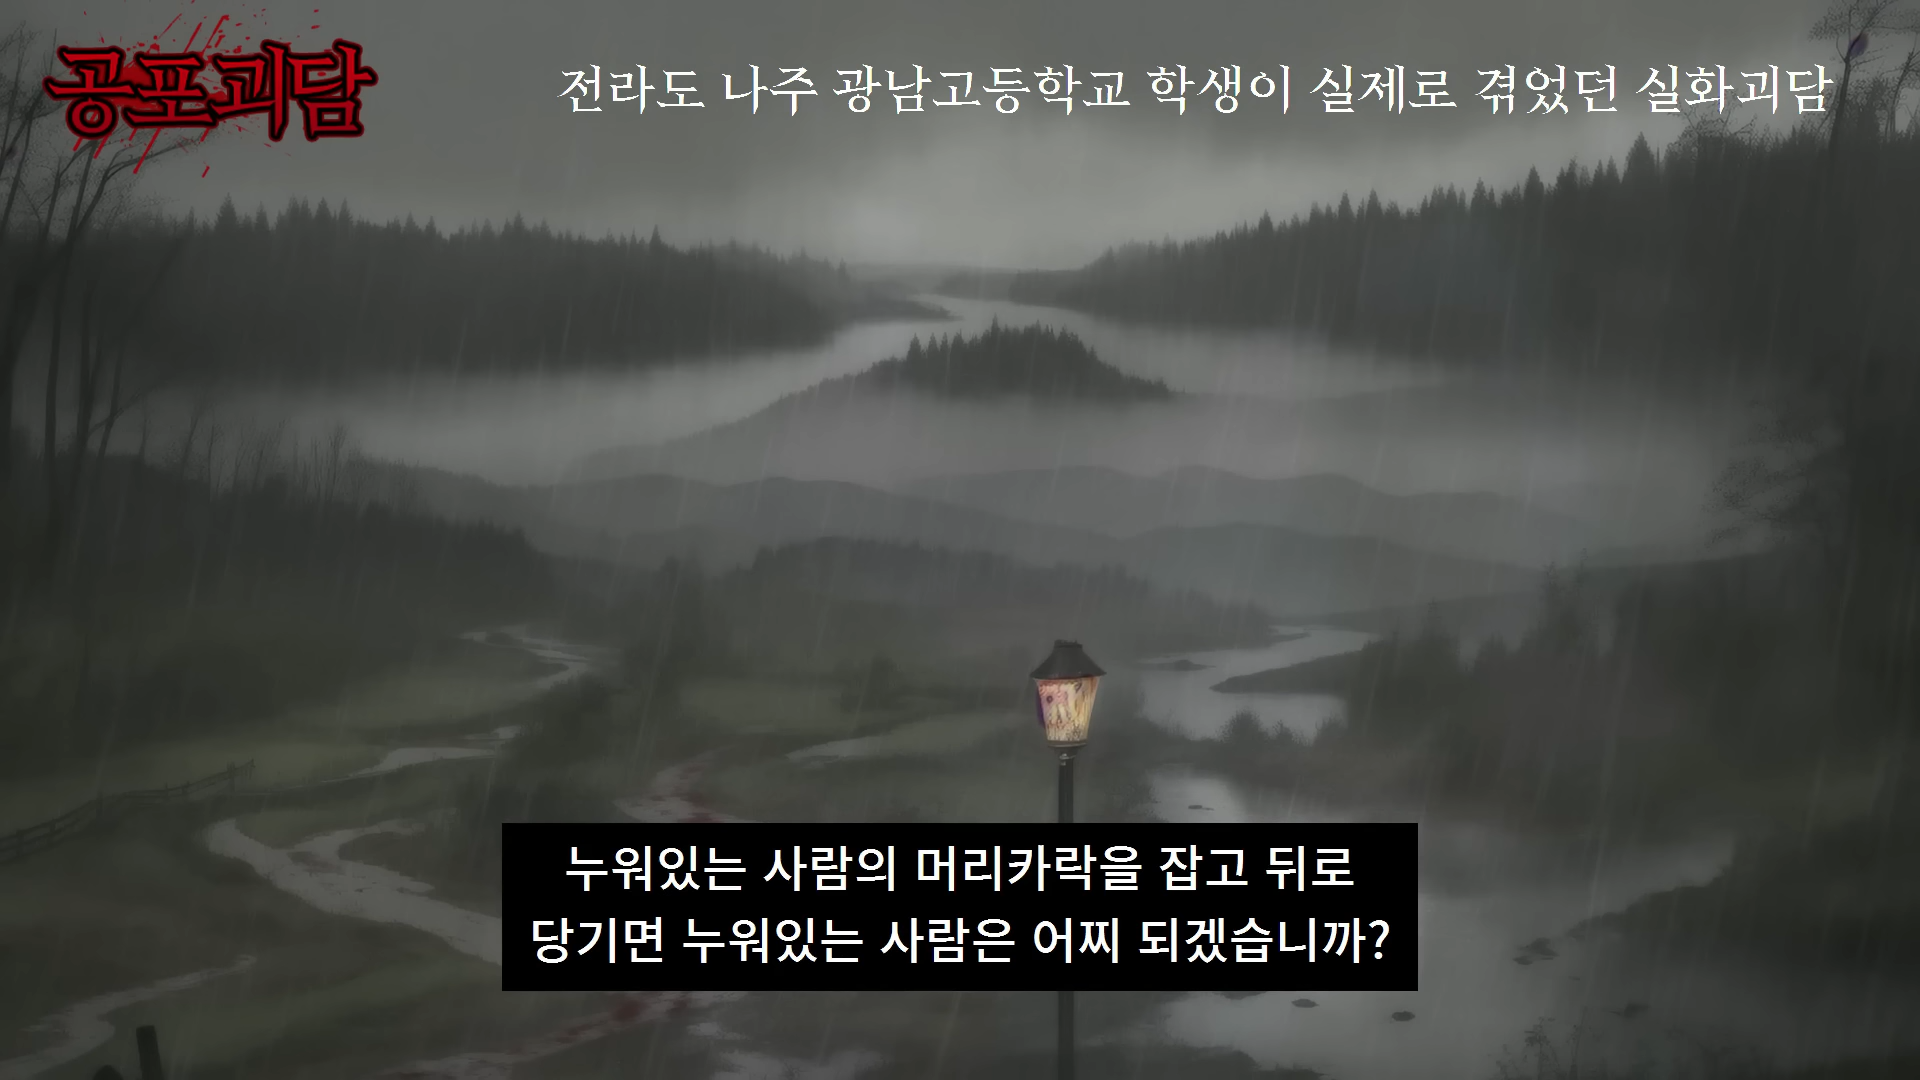 공포괴담
전라도 나주 광남고등학교 학생이 실제로 겪었던 실화괴담
누워있는 사람의 머리카락을 잡고 뒤로
당기면 누워있는 사람은 어찌 되겠습니까?